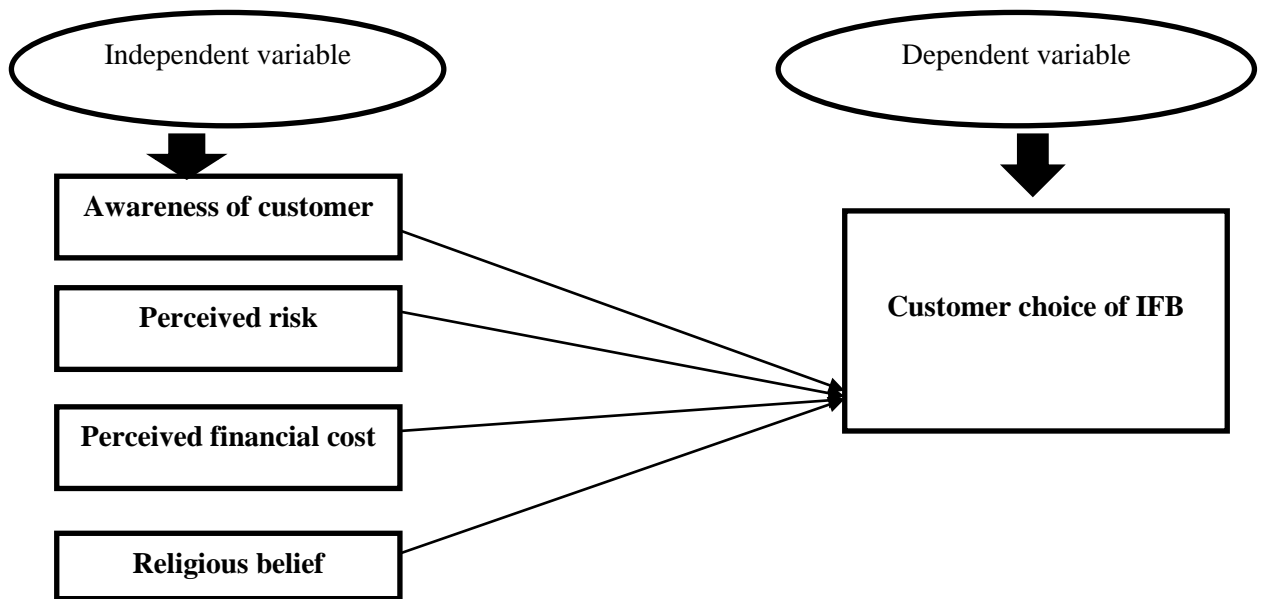 Independent variable
Dependent variable
Awareness of customer
Perceived risk
Customer choice of IFB
Perceived financial cost
Religious belief